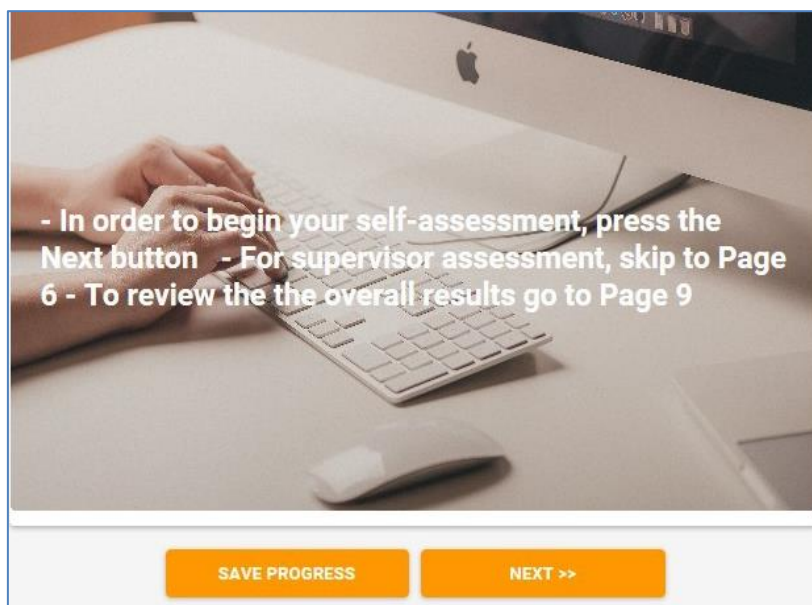 - In order to begin your self-assessment, press the
Next button - For supervisor assessment, skip to Page
6 - To review the the overall results go to Page 9
SAVE PROGRESS
NEXT >>